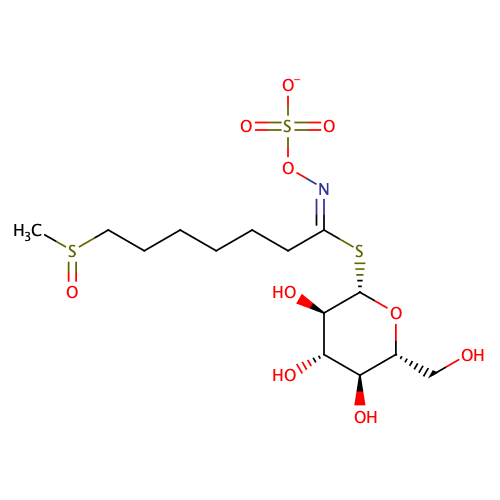 O⁻
O S O
O N
H₃C S O S
HO O
HO OH
OH